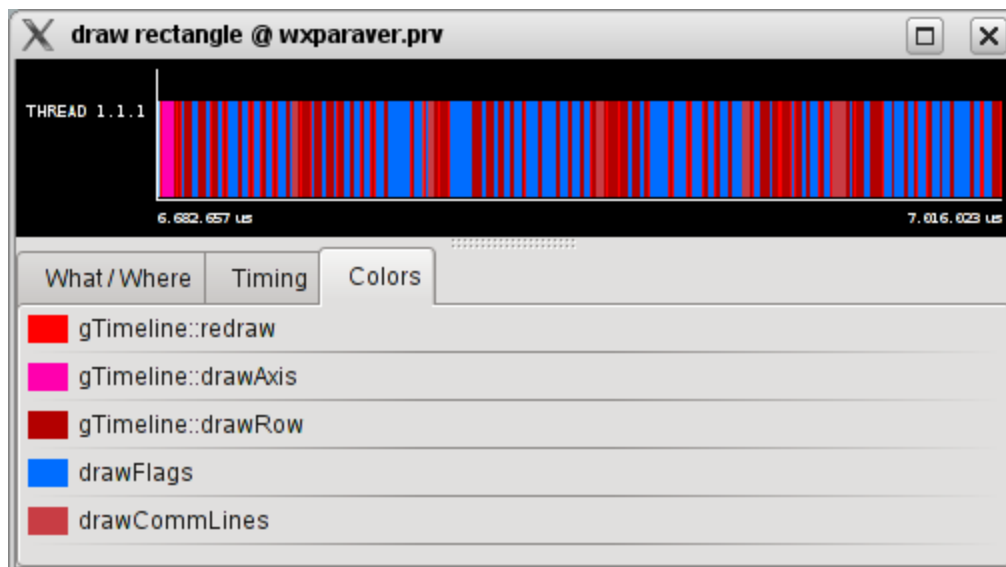 draw rectangle @ wxparaver.prv
THREAD 1.1.1
6.682.657 us
7.016.023 us
What / Where
Timing
Colors
gTimeline::redraw
gTimeline::drawAxis
gTimeline::drawRow
drawFlags
drawCommLines